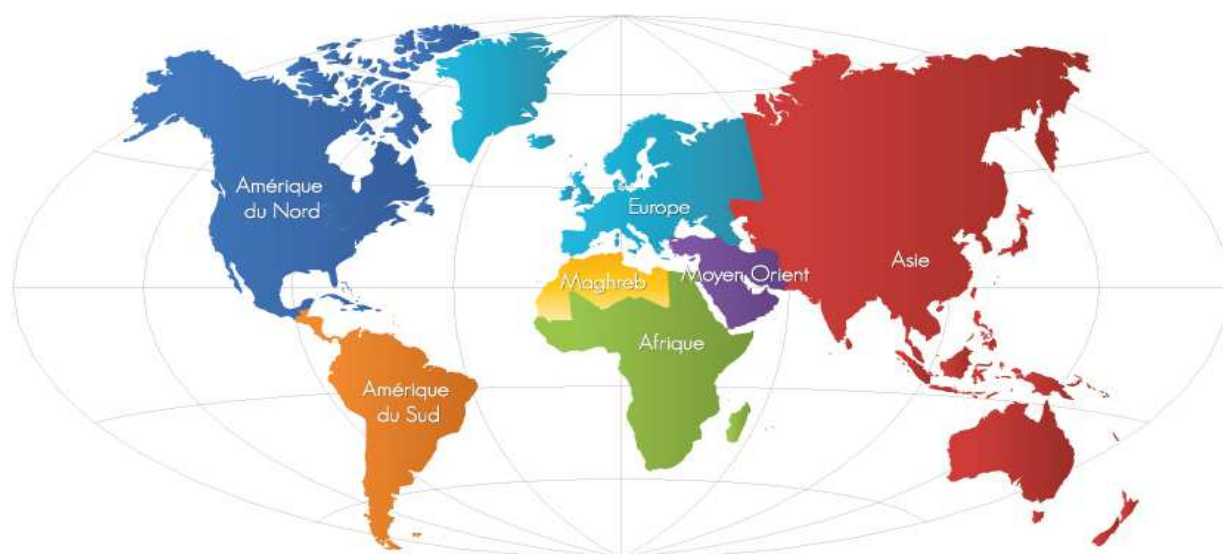 Amérique
du Nord
Europe
Asie
Maghreb
Moyen Orient
Afrique
Amérique
du Sud